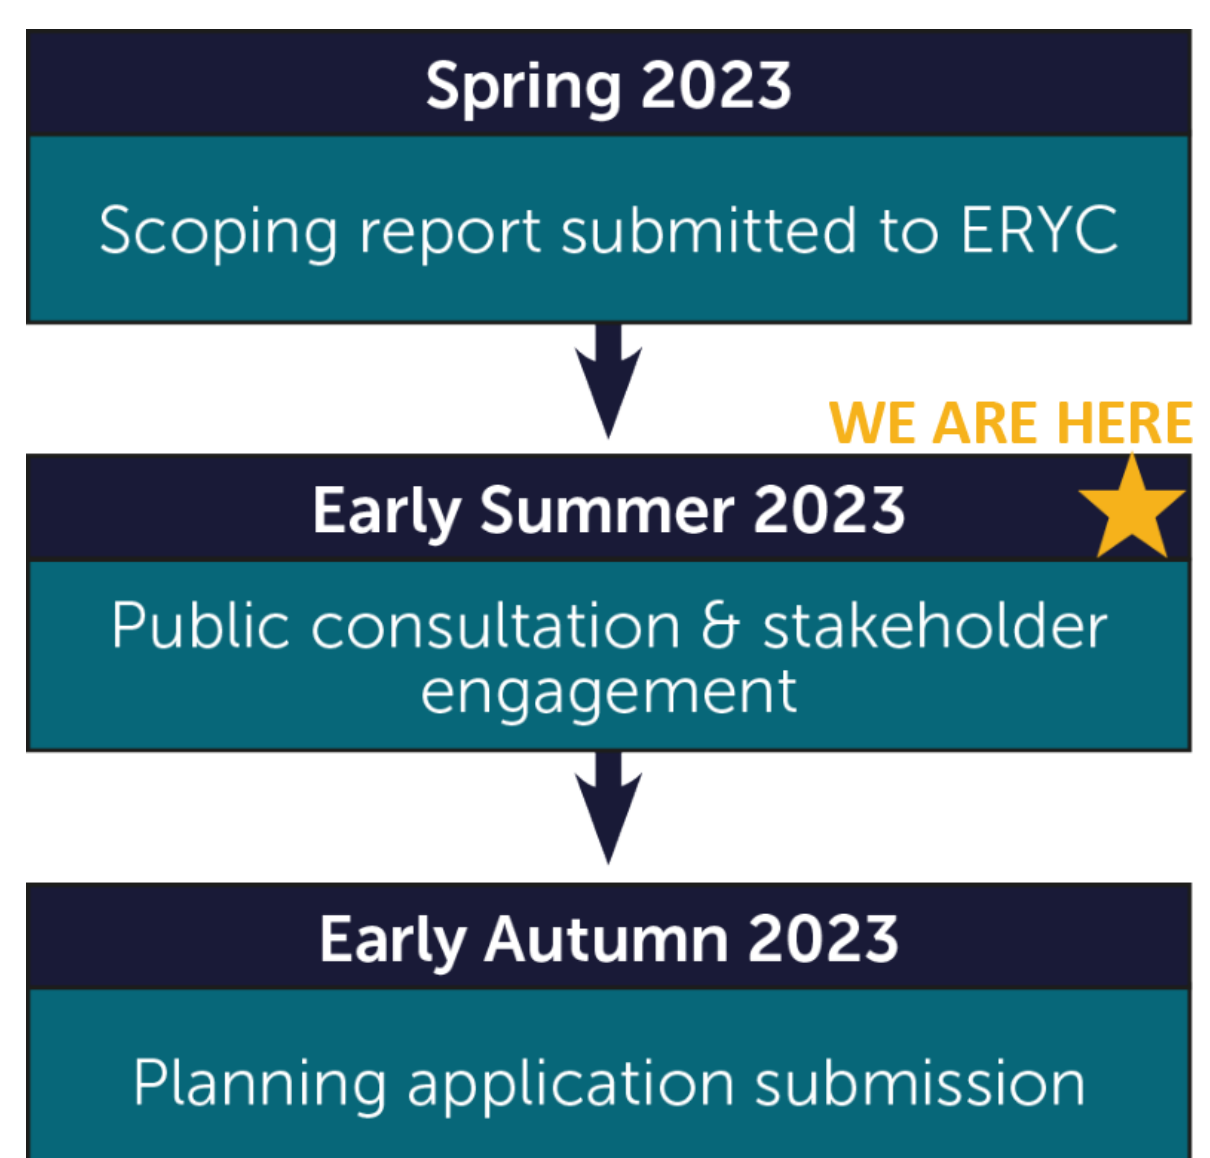 Spring 2023
Scoping report submitted to ERYC
WE ARE HERE
Early Summer 2023
Public consultation & stakeholder
engagement
Early Autumn 2023
Planning application submission